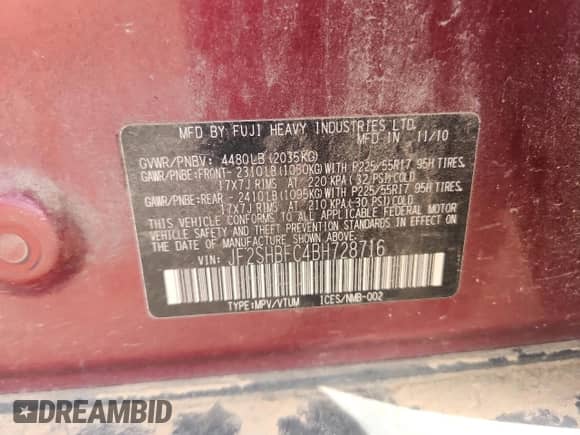 MFD BY FUJI HEAVY INDUSTRIES LTD.
MFD IN 11/10
GVWR/PNBV: 4480LB(2035KG)
GAWR/PNBE:FRONT- 2310LB(1050KG)WITH P225/55R17 95H TIRES.
17X7J RIMS AT 220 KPA(32 PSI)COLD
GAWR/PNBE:REAR - 2410LB(1095KG)WITH P225/55R17 95H TIRES.
17X7J RIMS AT 210 KPA(30 PSI)COLD
THIS VEHICLE CONFORMS TO ALL APPLICABLE FEDERAL MOTOR
VEHICLE SAFETY AND THEFT PREVENTION STANDARDS IN EFFECT ON
THE DATE OF MANUFACTURE SHOWN ABOVE.
VIN: JF2SHBFC4BH728716
TYPE:MPV/VTUM ICES/NMB-002
DREAMBID